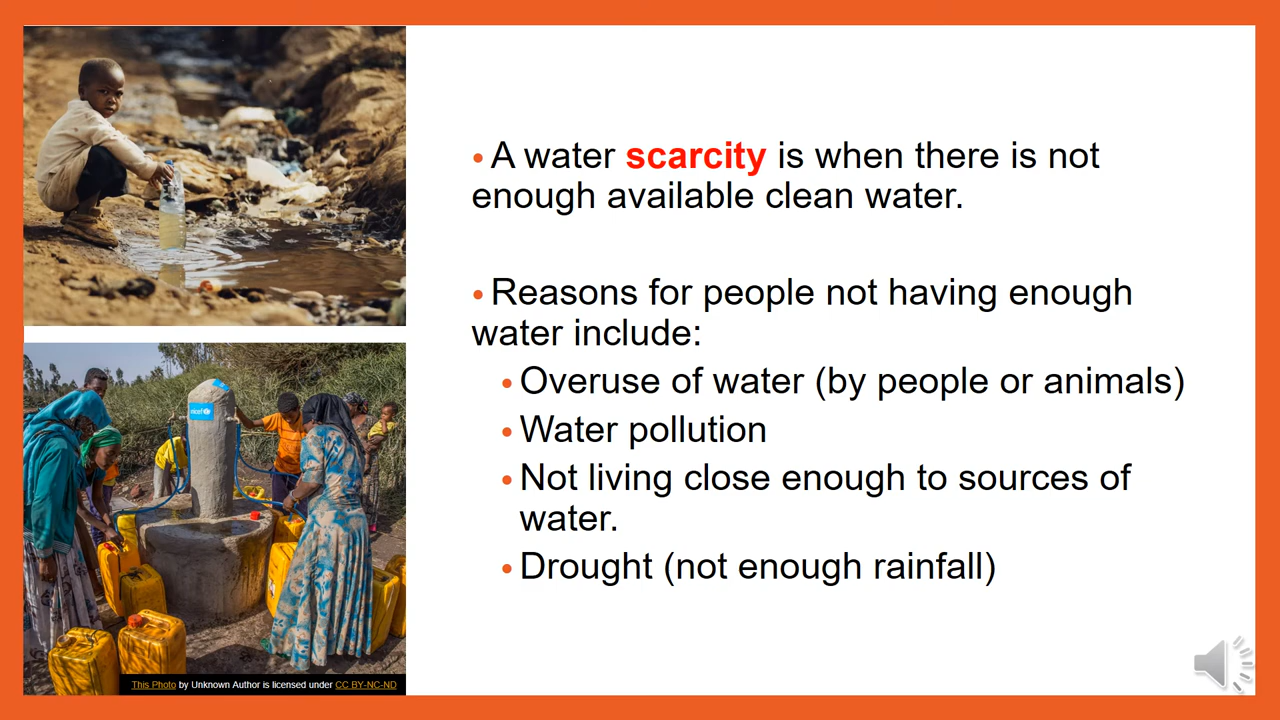 • A water scarcity is when there is not
enough available clean water.
• Reasons for people not having enough
water include:
• Overuse of water (by people or animals)
• Water pollution
• Not living close enough to sources of
water.
• Drought (not enough rainfall)
unicef
This Photo by Unknown Author is licensed under CC BY-NC-ND